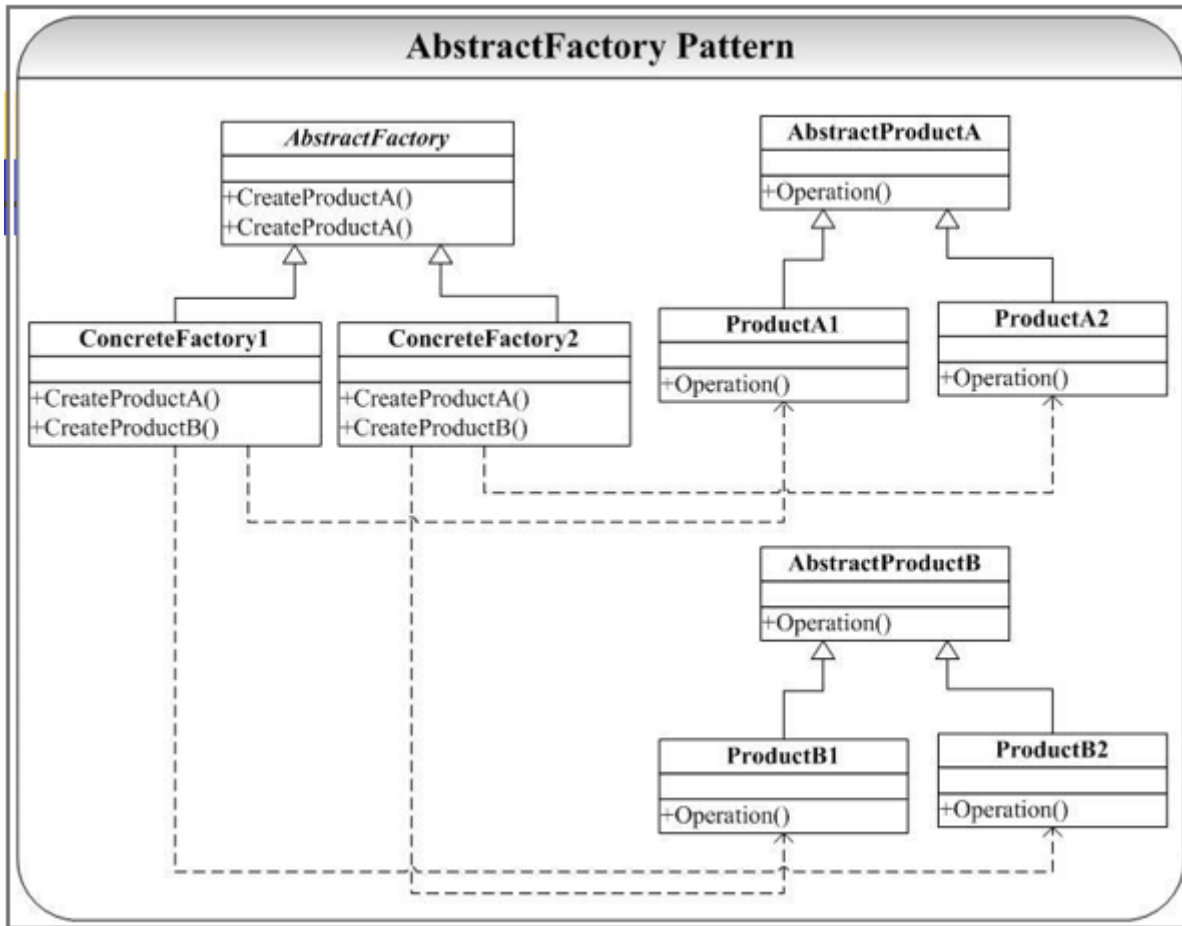 AbstractFactory Pattern
AbstractFactory
+CreateProductA()
+CreateProductA()
ConcreteFactory1
+CreateProductA()
+CreateProductB()
ConcreteFactory2
+CreateProductA()
+CreateProductB()
AbstractProductA
+Operation()
ProductA1
+Operation()
ProductA2
+Operation()
AbstractProductB
+Operation()
ProductB1
+Operation()
ProductB2
+Operation()